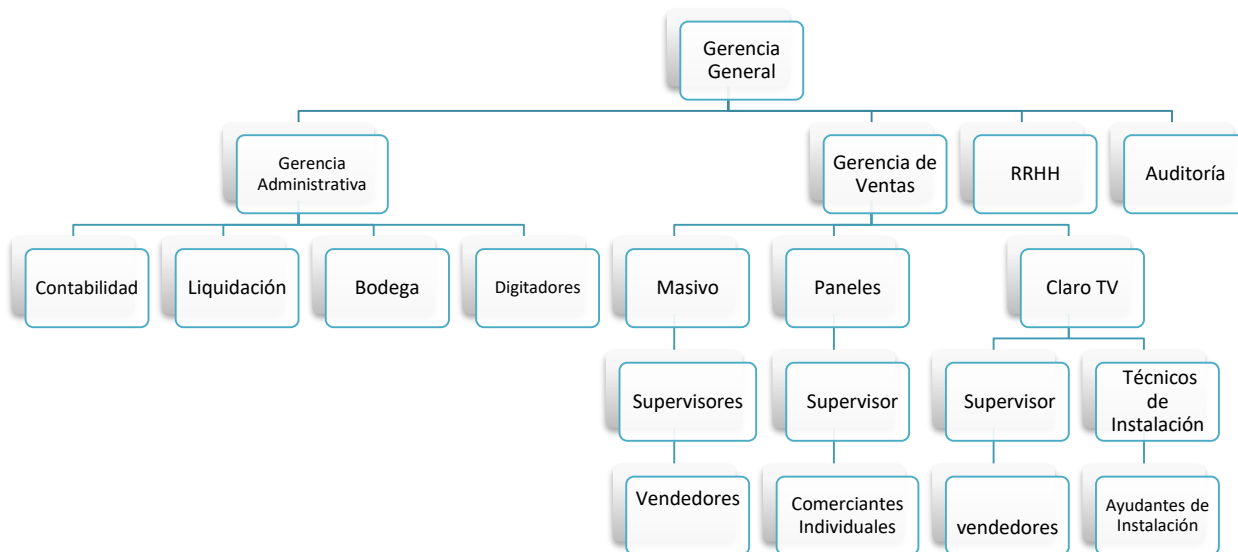 Gerencia
General
Gerencia
Administrativa
Gerencia de
Ventas
RRHH
Auditoría
Contabilidad
Liquidación
Bodega
Digitadores
Masivo
Paneles
Claro TV
Supervisores
Supervisor
Supervisor
Técnicos
de
Instalación
Vendedores
Comerciantes
Individuales
vendedores
Ayudantes de
Instalación